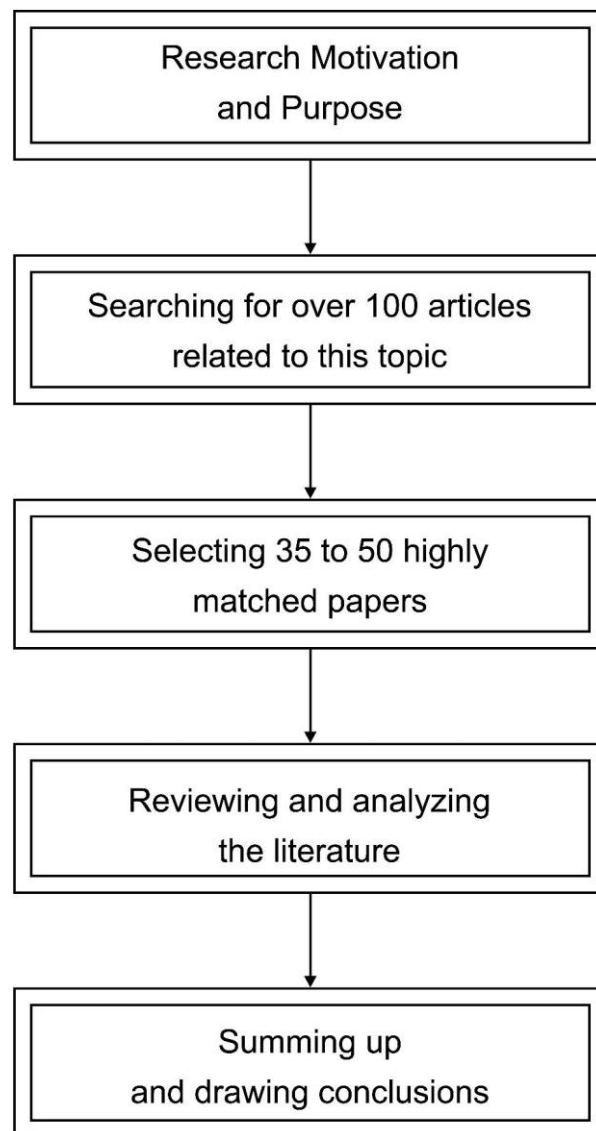 Research Motivation
and Purpose
Searching for over 100 articles
related to this topic
Selecting 35 to 50 highly
matched papers
Reviewing and analyzing
the literature
Summing up
and drawing conclusions